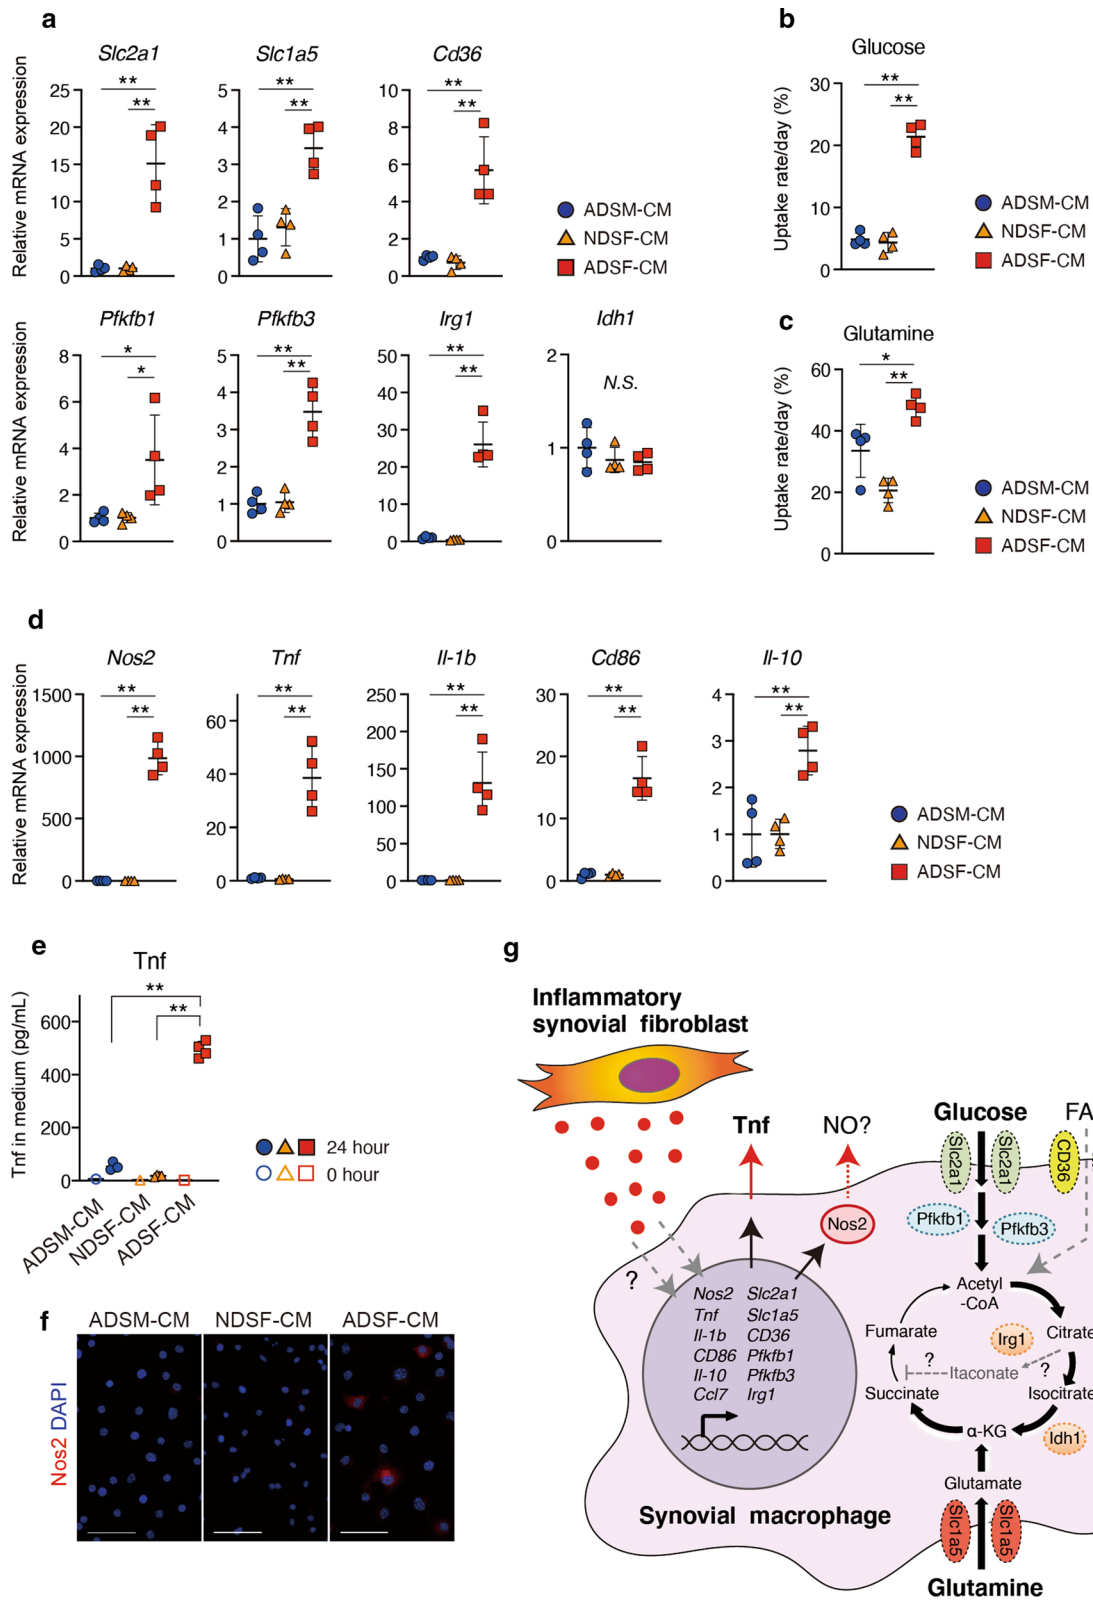 a
Slc2a1 Slc1a5 Cd36
Relative mRNA expression
25 20 15 10 5 0
** **
5 4 3 2 1 0
** **
10 8 6 4 2 0
** **
ADSM-CM
NDSF-CM
ADSF-CM
Pfkfb1 Pfkfb3 Irg1 Idh1
Relative mRNA expression
8 6 4 2 0
* *
5 4 3 2 1 0
** **
50 40 30 20 10 0
** **
2 1 0
N.S.
b
Glucose
Uptake rate/day (%)
30 20 10 0
** **
ADSM-CM
NDSF-CM
ADSF-CM
c
Glutamine
Uptake rate/day (%)
60 40 20 0
* **
ADSM-CM
NDSF-CM
ADSF-CM
d
Nos2 Tnf Il-1b Cd86 Il-10
Relative mRNA expression
1500 1000 500 0
** **
60 40 20 0
** **
250 200 150 100 50 0
** **
30 20 10 0
** **
4 3 2 1 0
** **
ADSM-CM
NDSF-CM
ADSF-CM
e
Tnf
Tnf in medium (pg/mL)
600 400 200 0
** **
24 hour
0 hour
ADSM-CM
NDSF-CM
ADSF-CM
f
ADSM-CM NDSF-CM ADSF-CM
Nos2 DAPI
g
Inflammatory
synovial fibroblast
Tnf NO? Glucose FA
Slc2a1 Slc2a1 CD36
Nos2 Pfkfb1 Pfkfb3
?
Nos2 Slc2a1
Tnf Slc1a5
Il-1b CD36
CD86 Pfkfb1
Il-10 Pfkfb3
Ccl7 Irg1
Acetyl
-CoA
Fumarate Irg1 Citrate
? Itaconate ?
Succinate Isocitrate
α-KG Idh1
Glutamate
Synovial macrophage
Slc1a5 Slc1a5
Glutamine